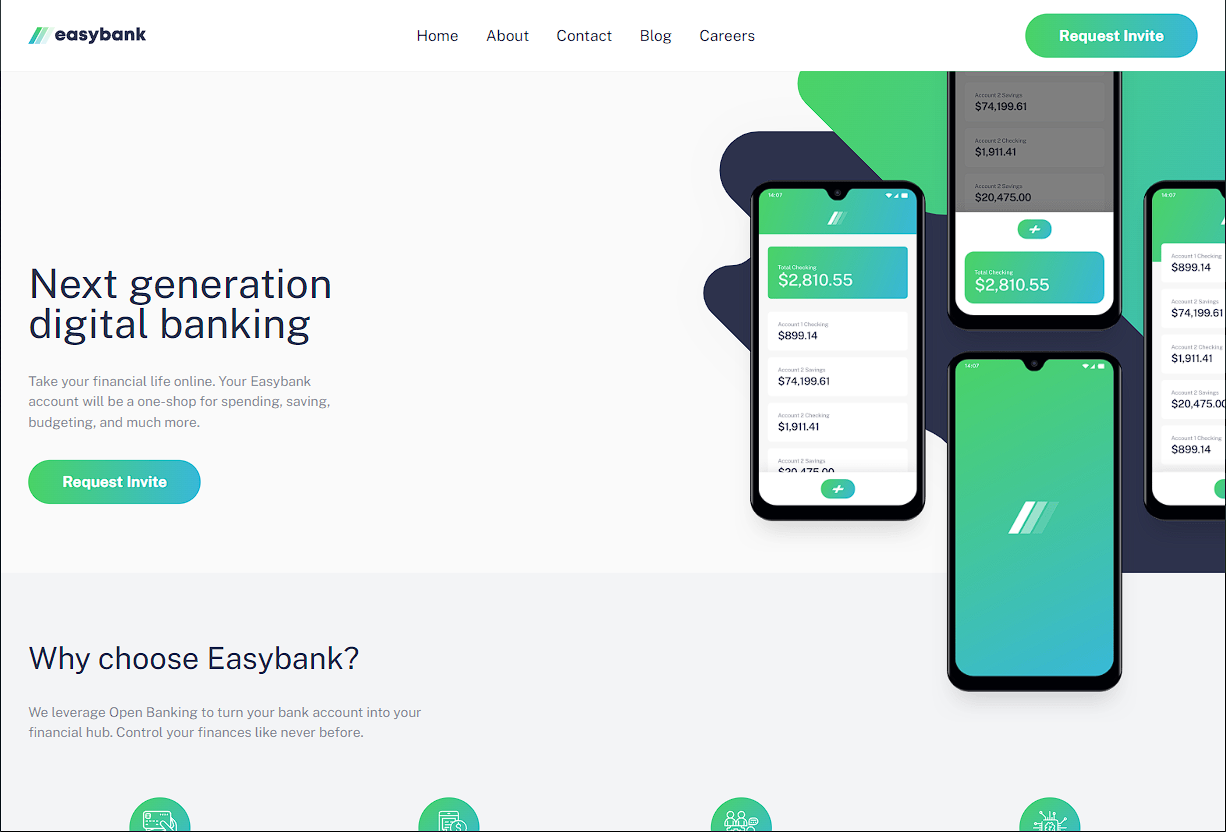 easybank
Home
About
Contact
Blog
Careers
Request Invite
Next generation
digital banking
Take your financial life online. Your Easybank
account will be a one-shop for spending, saving,
budgeting, and much more.
Request Invite
14:07
Total Checking
$2,810.55
Account 1 Checking
$899.14
Account 2 Savings
$74,199.61
Account 2 Checking
$1,911.41
Account 2 Savings
$20,475.00
Account 2 Savings
$74,199.61
Account 2 Checking
$1,911.41
Account 2 Savings
$20,475.00
Total Checking
$2,810.55
14:07
14:07
Account 1 Checking
$899.14
Account 2 Savings
$74,199.61
Account 2 Checking
$1,911.41
Account 2 Savings
$20,475.00
Account 1 Checking
$899.14
Why choose Easybank?
We leverage Open Banking to turn your bank account into your
financial hub. Control your finances like never before.